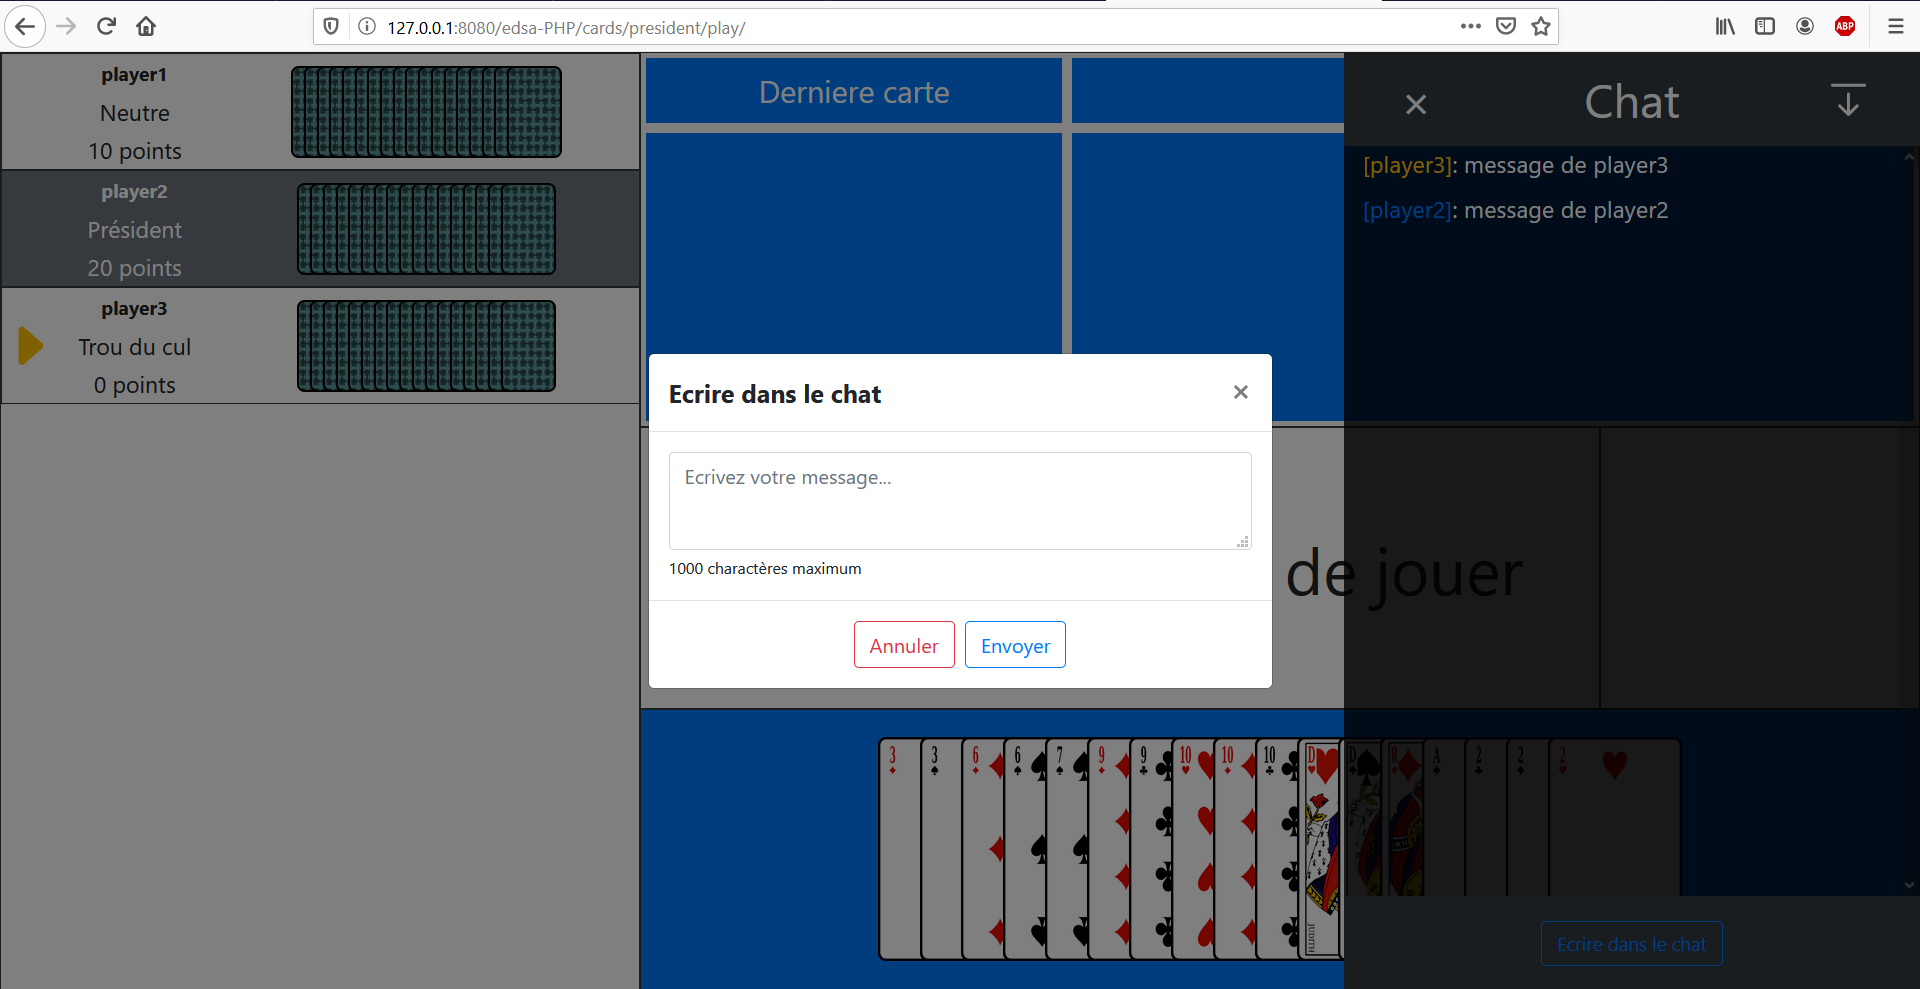 127.0.0.1:8080/edsa-PHP/cards/president/play/
ABP
player1
Neutre
10 points
player2
Président
20 points
player3
Trou du cul
0 points
Derniere carte
Chat
[player3]: message de player3
[player2]: message de player2
Ecrire dans le chat
Ecrivez votre message...
1000 charactères maximum
Annuler
Envoyer
de jouer
3
3
6
6
7
9
9
10
10
10
D
D
R
A
2
2
2
JUDITH
Ecrire dans le chat